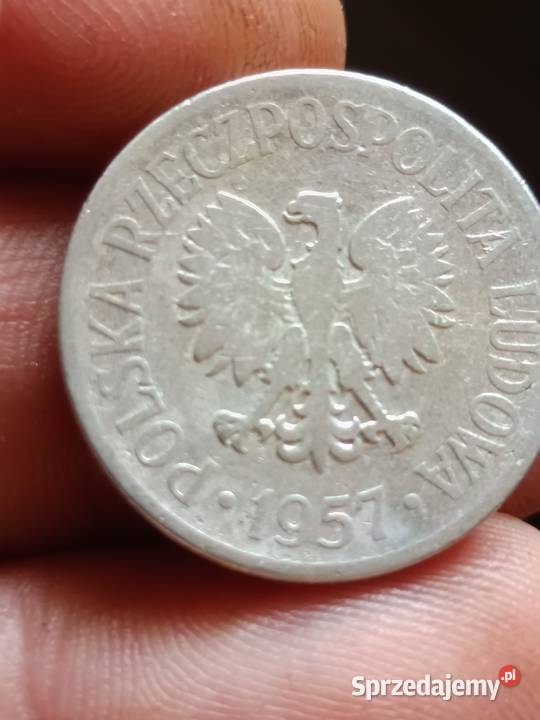 POLSKA RZECZPOSPOLITA LUDOWA
• 1957 •
Sprzedajemy.pl